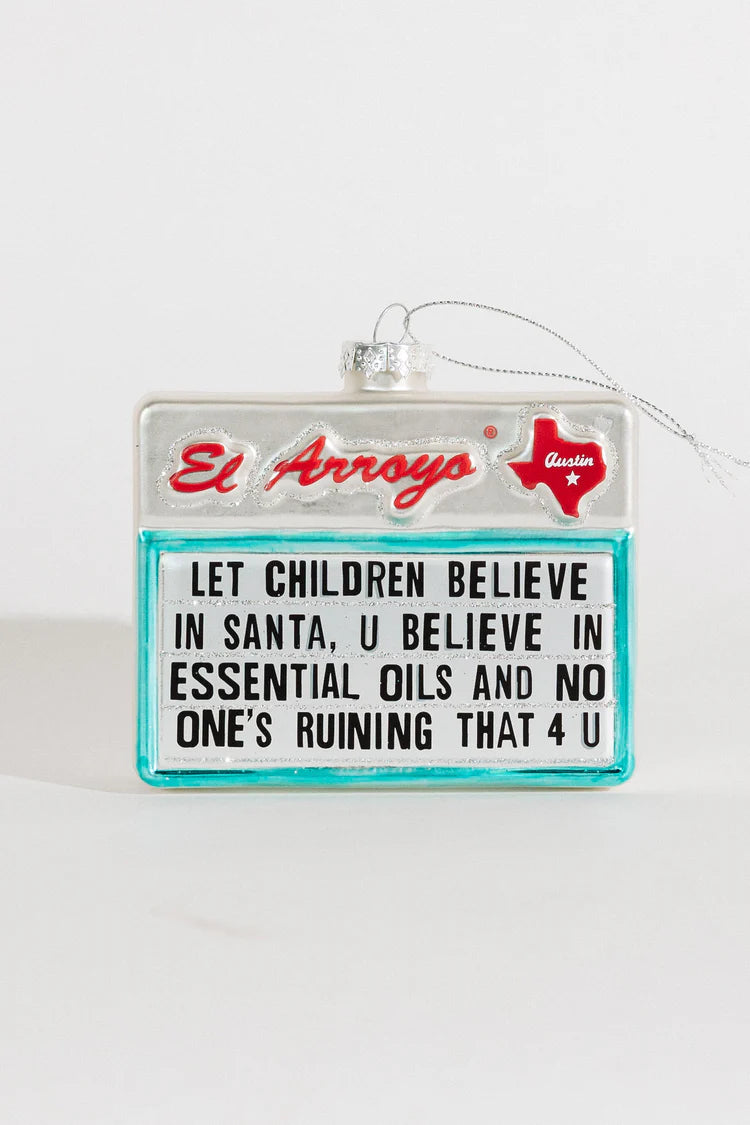 El Arroyo ®
Austin
LET CHILDREN BELIEVE
IN SANTA, U BELIEVE IN
ESSENTIAL OILS AND NO
ONE'S RUINING THAT 4 U